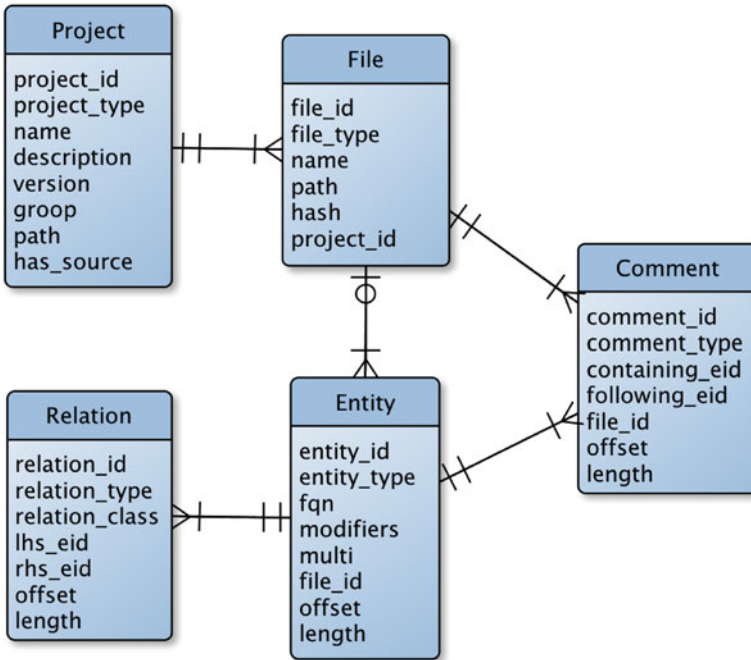 Project
project_id
project_type
name
description
version
groop
path
has_source
File
file_id
file_type
name
path
hash
project_id
Comment
comment_id
comment_type
containing_eid
following_eid
file_id
offset
length
Relation
relation_id
relation_type
relation_class
lhs_eid
rhs_eid
offset
length
Entity
entity_id
entity_type
fqn
modifiers
multi
file_id
offset
length